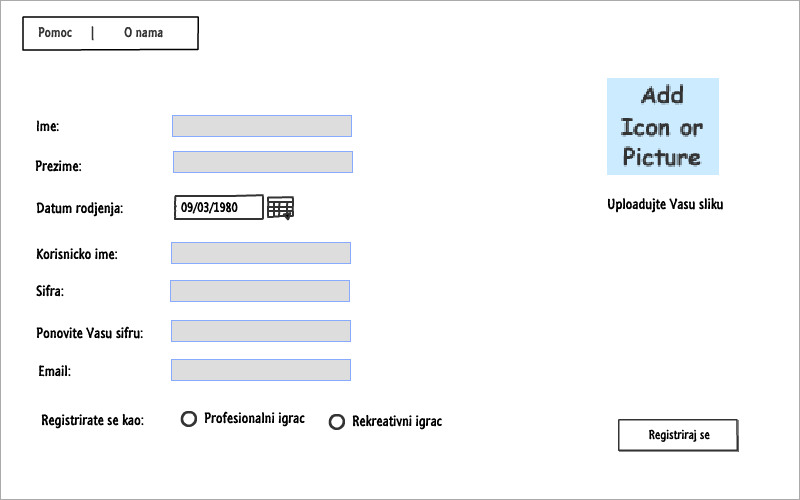 Pomoc | O nama
Add
Icon or
Picture
Uploadujte Vasu sliku
Ime:
Prezime:
Datum rodjenja: 09/03/1980
Korisnicko ime:
Sifra:
Ponovite Vasu sifru:
Email:
Registrirate se kao: Profesionalni igrac Rekreativni igrac
Registriraj se